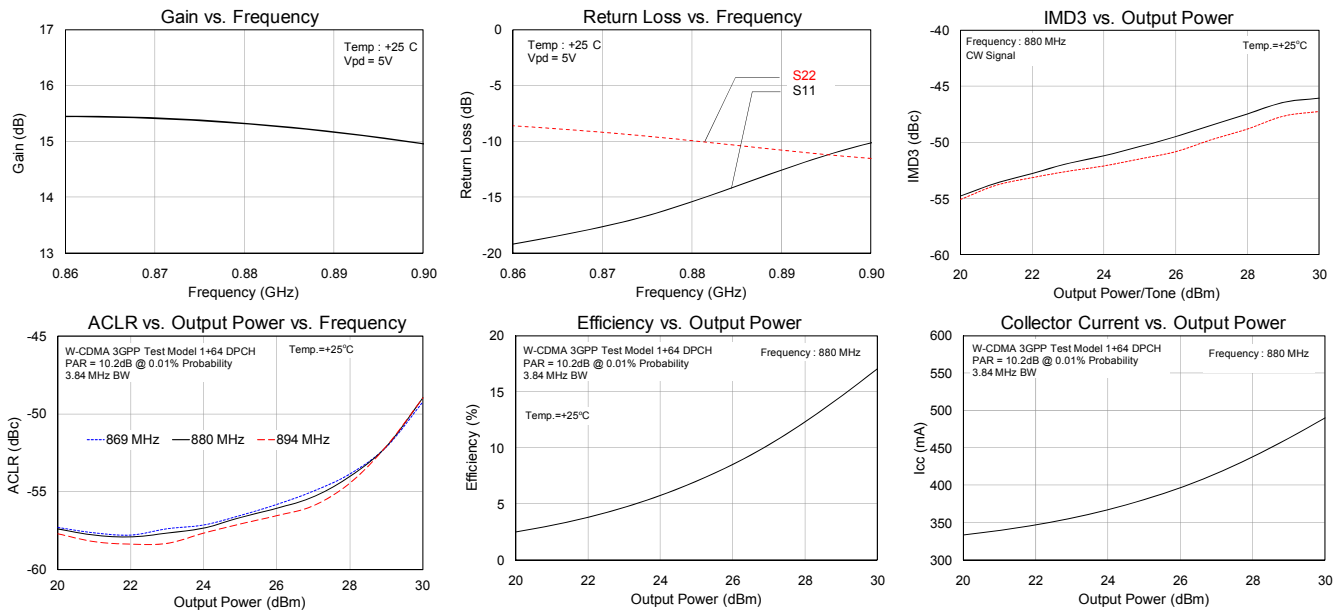 Gain vs. Frequency
17
16
15
14
13
Gain (dB)
Temp : +25 C
Vpd = 5V
0.86
0.87
0.88
0.89
0.90
Frequency (GHz)
Return Loss vs. Frequency
0
-5
-10
-15
-20
Return Loss (dB)
Temp : +25 C
Vpd = 5V
S22
S11
0.86
0.87
0.88
0.89
0.90
Frequency (GHz)
IMD3 vs. Output Power
-40
-45
-50
-55
-60
IMD3 (dBc)
Frequency : 880 MHz
CW Signal
Temp.=+25°C
20
22
24
26
28
30
Output Power/Tone (dBm)
ACLR vs. Output Power vs. Frequency
-45
-50
-55
-60
ACLR (dBc)
W-CDMA 3GPP Test Model 1+64 DPCH
PAR = 10.2dB @ 0.01% Probability
3.84 MHz BW
Temp.=+25°C
869 MHz
880 MHz
894 MHz
20
22
24
26
28
30
Output Power (dBm)
Efficiency vs. Output Power
20
15
10
5
0
Efficiency (%)
W-CDMA 3GPP Test Model 1+64 DPCH
PAR = 10.2dB @ 0.01% Probability
3.84 MHz BW
Frequency : 880 MHz
Temp.=+25°C
20
22
24
26
28
30
Output Power (dBm)
Collector Current vs. Output Power
600
550
500
450
400
350
300
Icc (mA)
W-CDMA 3GPP Test Model 1+64 DPCH
PAR = 10.2dB @ 0.01% Probability
3.84 MHz BW
Frequency : 880 MHz
20
22
24
26
28
30
Output Power (dBm)